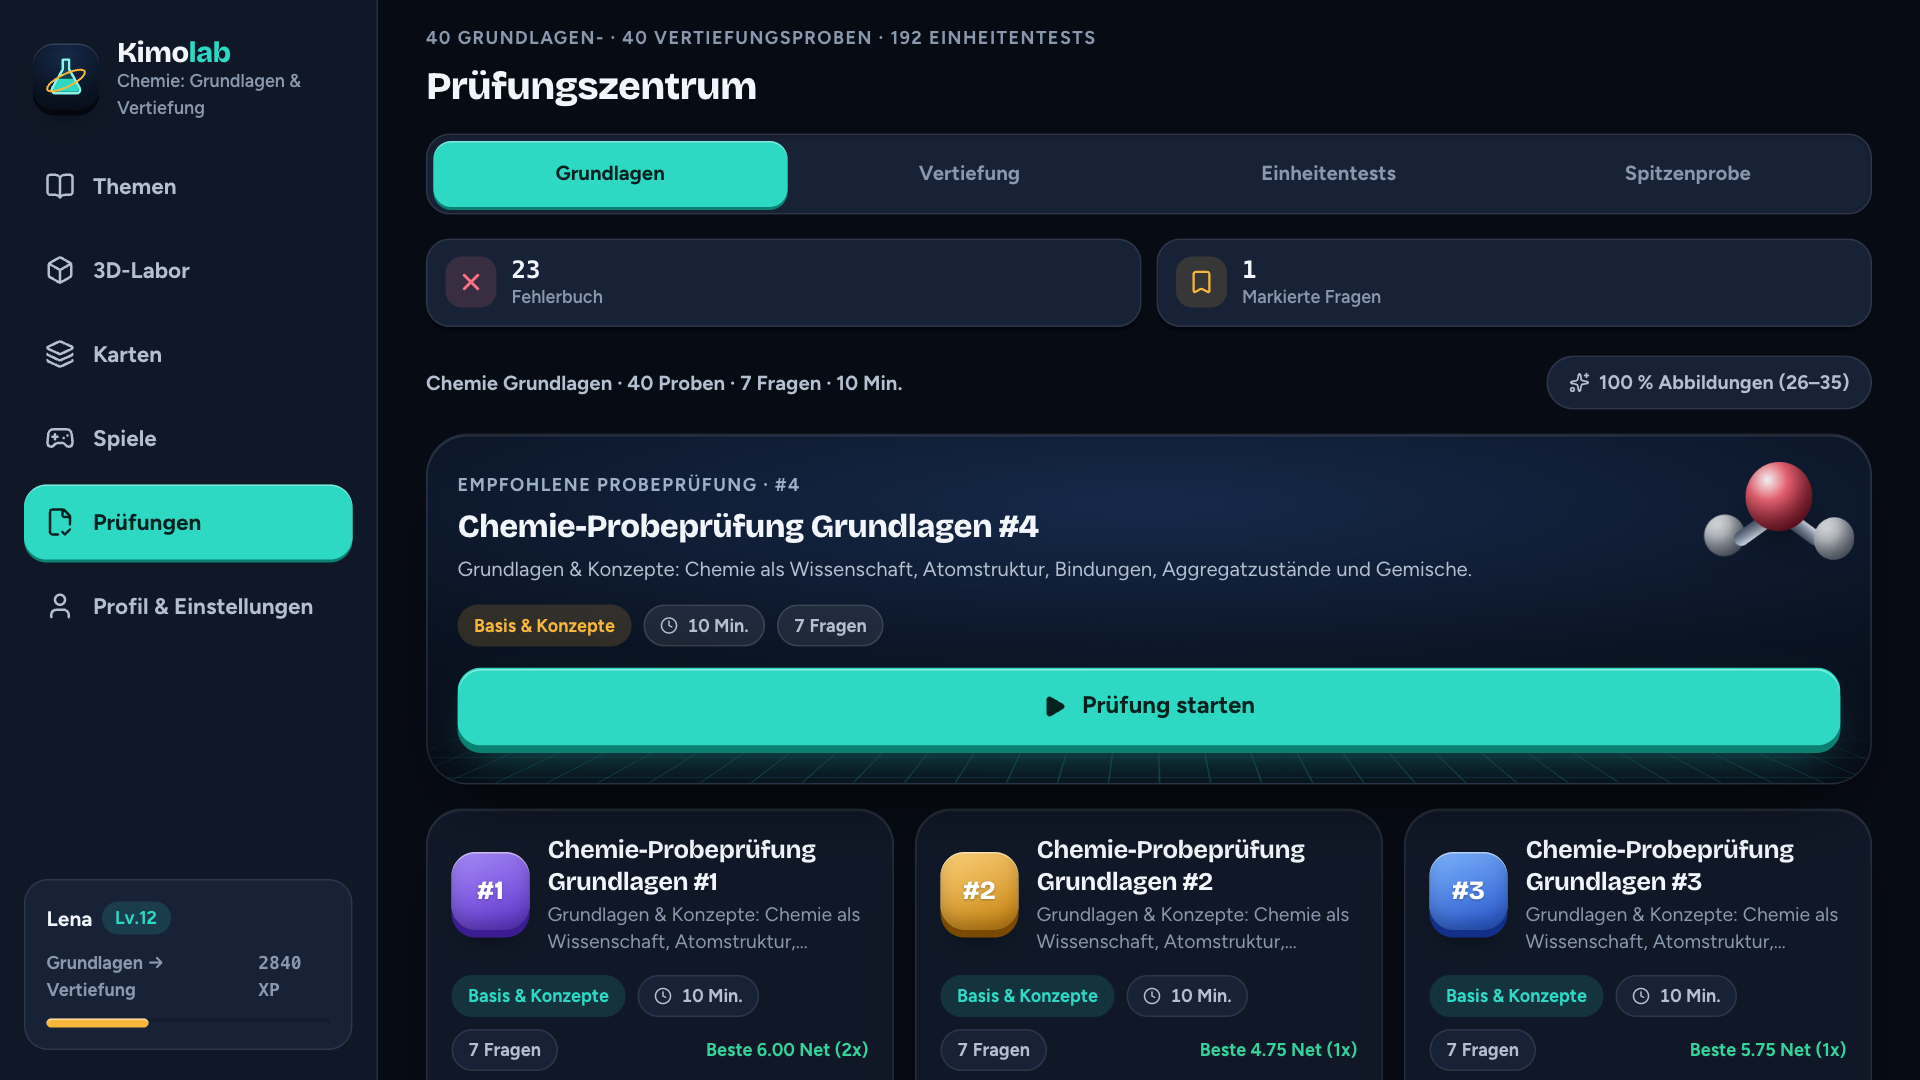 Kimolab
Chemie: Grundlagen &
Vertiefung
Themen
3D-Labor
Karten
Spiele
Prüfungen
Profil & Einstellungen
Lena Lv.12
Grundlagen → 2840
Vertiefung XP
40 GRUNDLAGEN- · 40 VERTIEFUNGSPROBEN · 192 EINHEITENTESTS
Prüfungszentrum
Grundlagen Vertiefung Einheitentests Spitzenprobe
23
Fehlerbuch
1
Markierte Fragen
Chemie Grundlagen · 40 Proben · 7 Fragen · 10 Min.
100 % Abbildungen (26–35)
EMPFOHLENE PROBEPRÜFUNG · #4
Chemie-Probeprüfung Grundlagen #4
Grundlagen & Konzepte: Chemie als Wissenschaft, Atomstruktur, Bindungen, Aggregatzustände und Gemische.
Basis & Konzepte 10 Min. 7 Fragen
Prüfung starten
#1
Chemie-Probeprüfung
Grundlagen #1
Grundlagen & Konzepte: Chemie als
Wissenschaft, Atomstruktur,...
Basis & Konzepte 10 Min.
7 Fragen Beste 6.00 Net (2x)
#2
Chemie-Probeprüfung
Grundlagen #2
Grundlagen & Konzepte: Chemie als
Wissenschaft, Atomstruktur,...
Basis & Konzepte 10 Min.
7 Fragen Beste 4.75 Net (1x)
#3
Chemie-Probeprüfung
Grundlagen #3
Grundlagen & Konzepte: Chemie als
Wissenschaft, Atomstruktur,...
Basis & Konzepte 10 Min.
7 Fragen Beste 5.75 Net (1x)